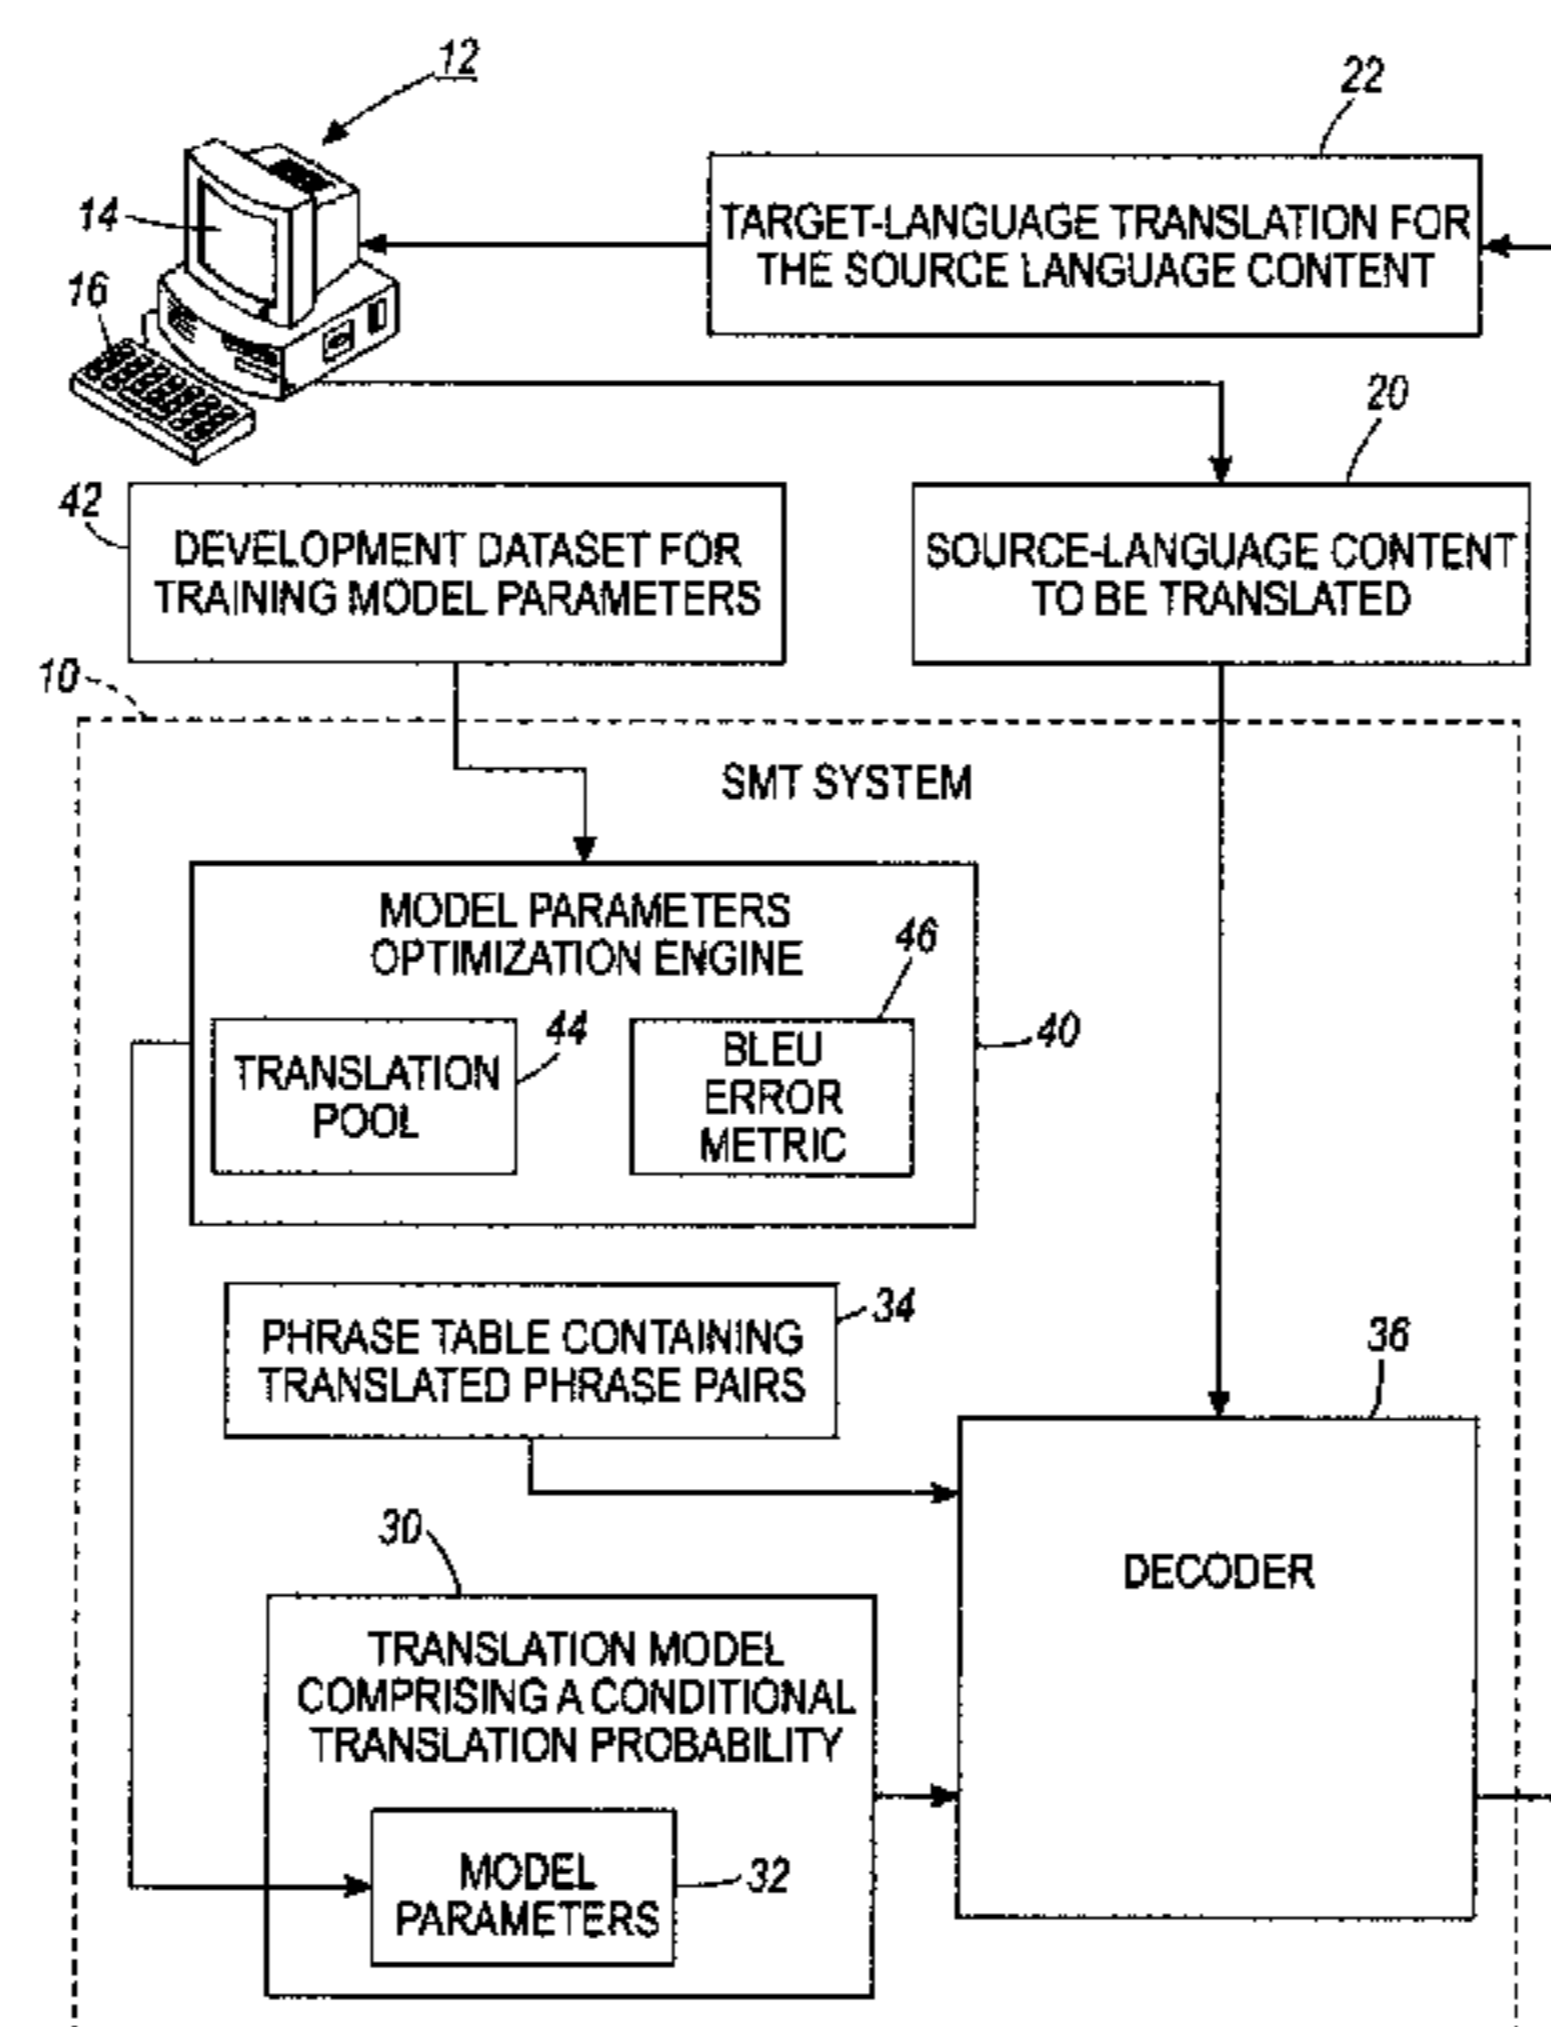 12
22
14
TARGET-LANGUAGE TRANSLATION FOR
THE SOURCE LANGUAGE CONTENT
16
20
42
DEVELOPMENT DATASET FOR
TRAINING MODEL PARAMETERS
SOURCE-LANGUAGE CONTENT
TO BE TRANSLATED
10
SMT SYSTEM
MODEL PARAMETERS
OPTIMIZATION ENGINE
46
44
40
TRANSLATION
POOL
BLEU
ERROR
METRIC
34
PHRASE TABLE CONTAINING
TRANSLATED PHRASE PAIRS
36
30
DECODER
TRANSLATION MODEL
COMPRISING A CONDITIONAL
TRANSLATION PROBABILITY
MODEL
PARAMETERS
32